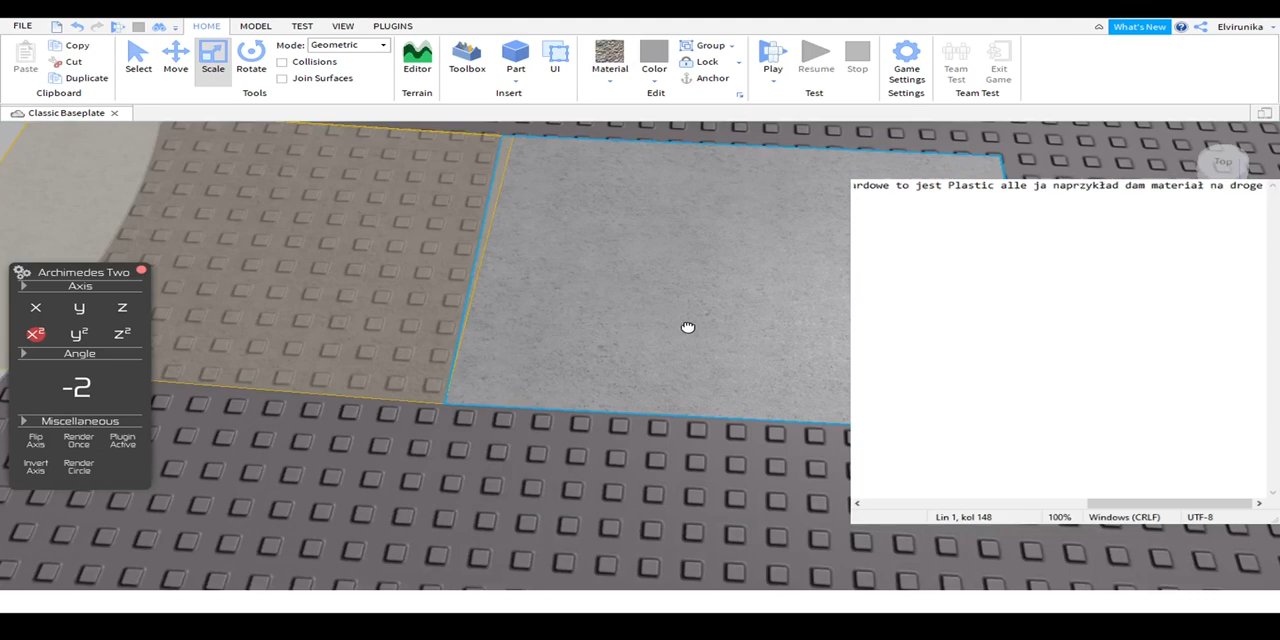 FILE HOME MODEL TEST VIEW PLUGINS What's New Elvirunika
Paste Copy Cut Duplicate Clipboard
Select Move Scale Rotate Mode: Geometric Collisions Join Surfaces Tools
Editor Terrain
Toolbox Part UI Insert
Material Color Group Lock Anchor Edit
Play Resume Stop Test
Game Settings Settings
Team Test Exit Game Team Test
Classic Baseplate
Top
to jest Plastic alle ja naprzykład dam materiał na droge
Archimedes Two
Axis
x y z
x² y² z²
Angle
-2
Miscellaneous
Flip Axis Render Once Plugin Active
Invert Axis Render Circle
Lin 1, kol 148 100% Windows (CRLF) UTF-8